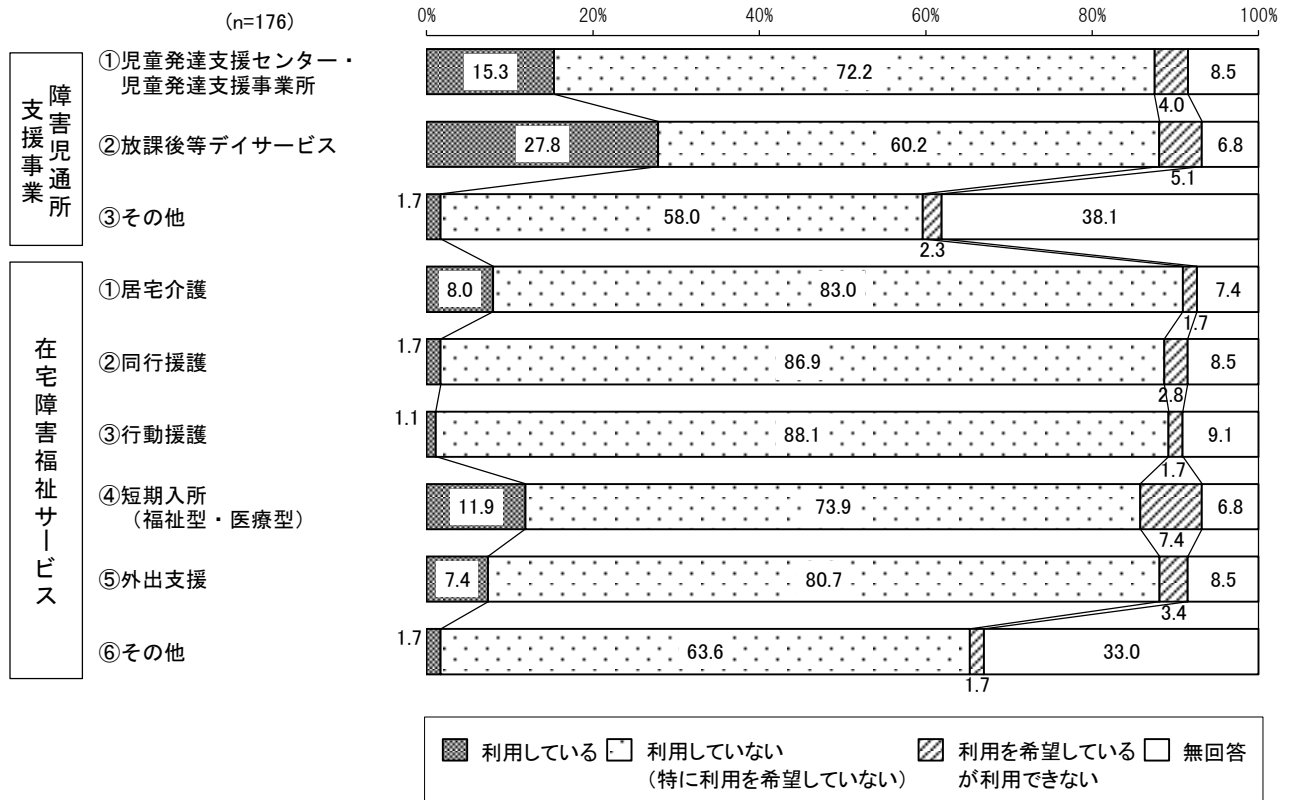 (n=176)
0% 20% 40% 60% 80% 100%
障害児通所
支援事業
①児童発達支援センター・
児童発達支援事業所
15.3 72.2 4.0 8.5
②放課後等デイサービス
27.8 60.2 5.1 6.8
③その他
1.7 58.0 2.3 38.1
在宅障害福祉サービス
①居宅介護
8.0 83.0 1.7 7.4
②同行援護
1.7 86.9 2.8 8.5
③行動援護
1.1 88.1 1.7 9.1
④短期入所
（福祉型・医療型）
11.9 73.9 7.4 6.8
⑤外出支援
7.4 80.7 3.4 8.5
⑥その他
1.7 63.6 1.7 33.0
利用している
利用していない
（特に利用を希望していない）
利用を希望している
が利用できない
無回答